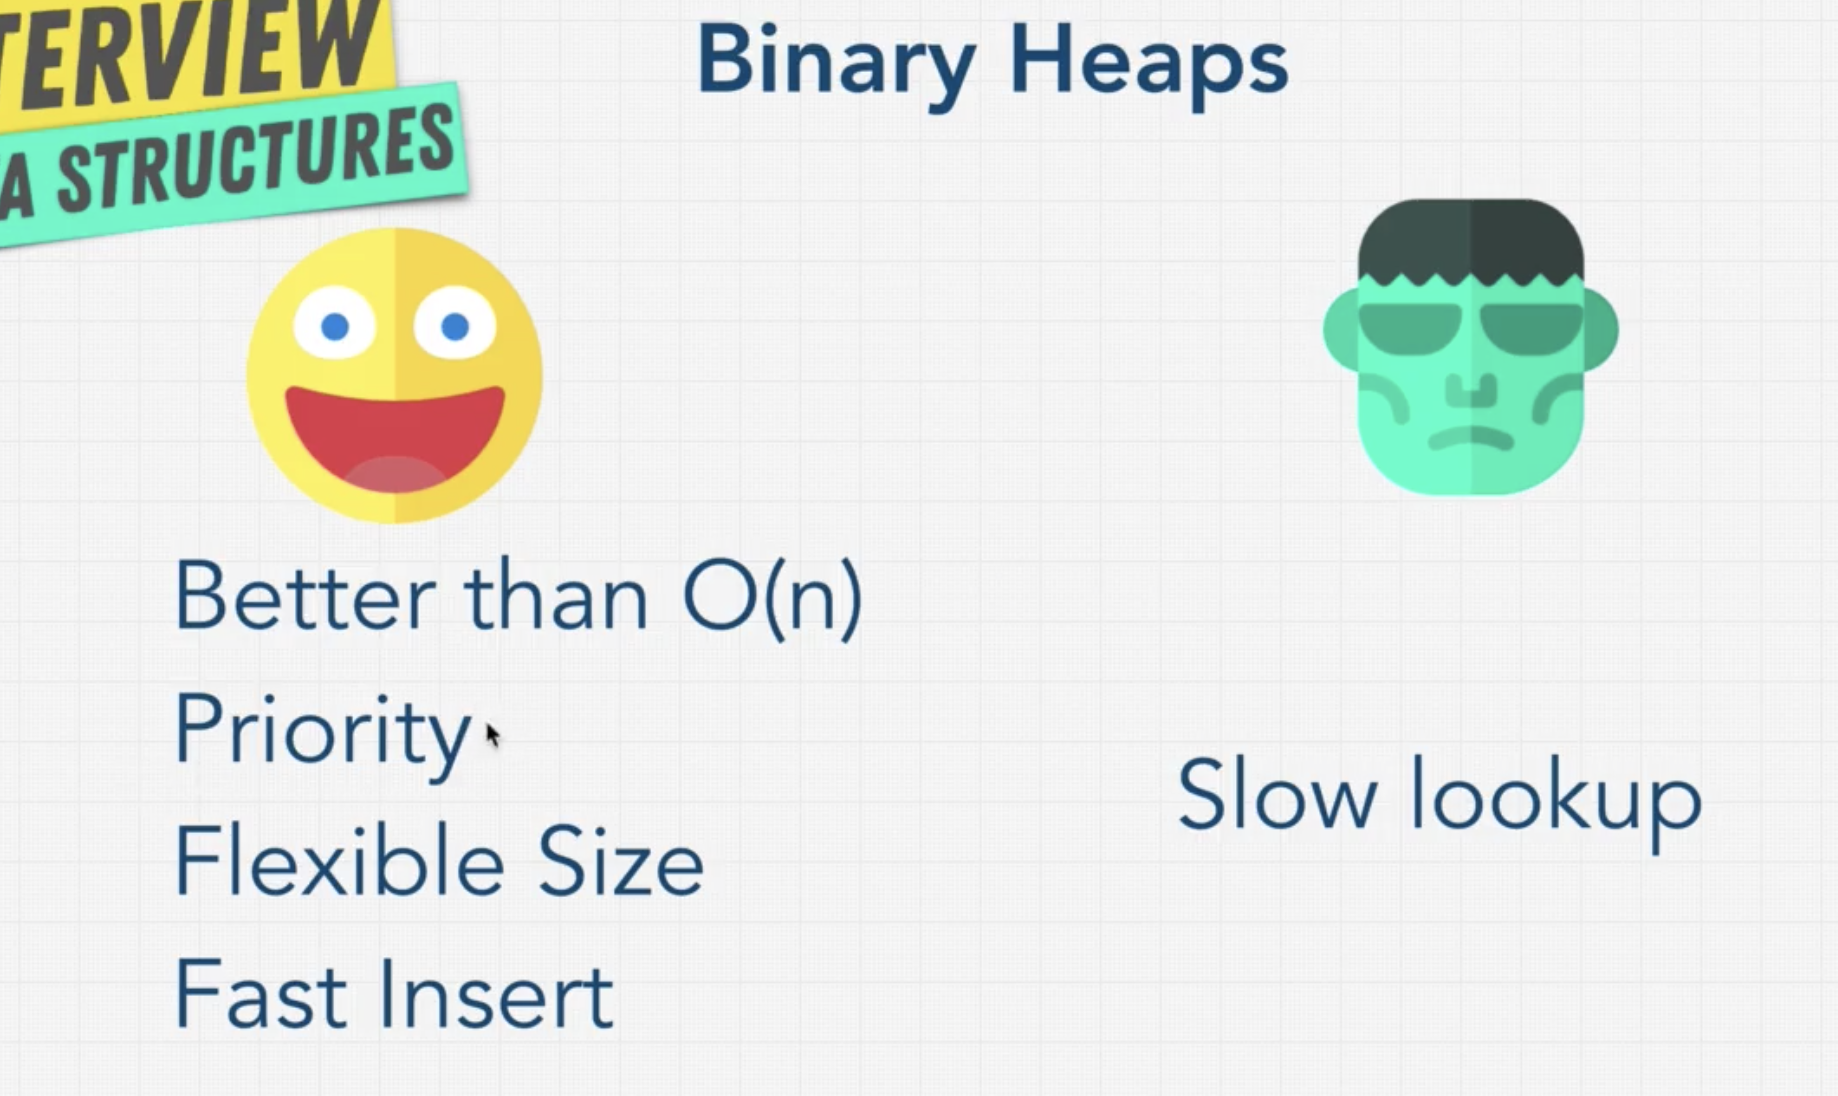 TERVIEW
A STRUCTURES
Binary Heaps
Better than O(n)
Priority
Flexible Size
Fast Insert
Slow lookup